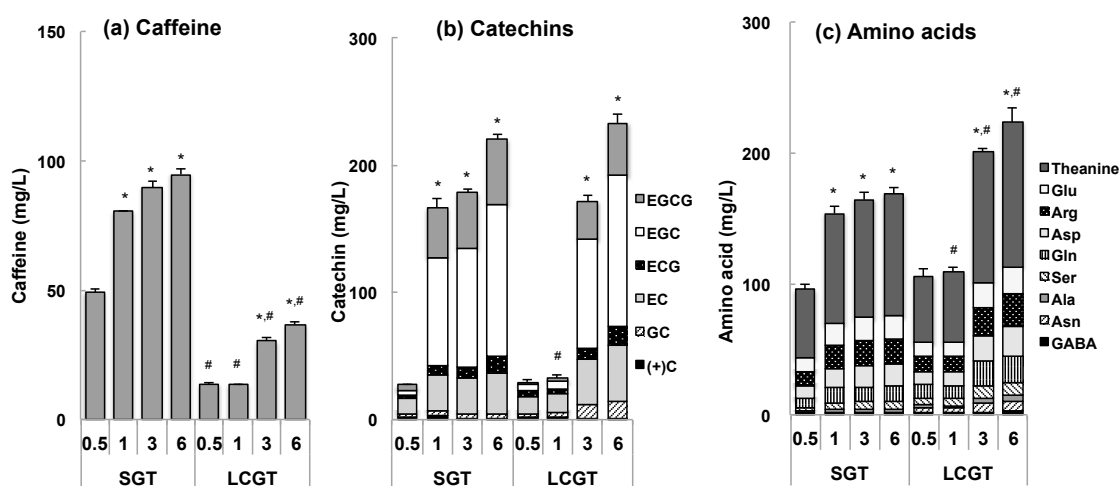 (a) Caffeine
Caffeine (mg/L)
150
100
50
0
*
*
*
#
#
*,#
*,#
0.5 1 3 6 0.5 1 3 6
SGT LCGT
(b) Catechins
Catechin (mg/L)
300
200
100
0
*
*
*
#
*
*
0.5 1 3 6 0.5 1 3 6
SGT LCGT
EGCG
EGC
ECG
EC
GC
(+)C
(c) Amino acids
Amino acid (mg/L)
300
200
100
0
*
*
*
#
*,#
*,#
0.5 1 3 6 0.5 1 3 6
SGT LCGT
Theanine
Glu
Arg
Asp
Gln
Ser
Ala
Asn
GABA